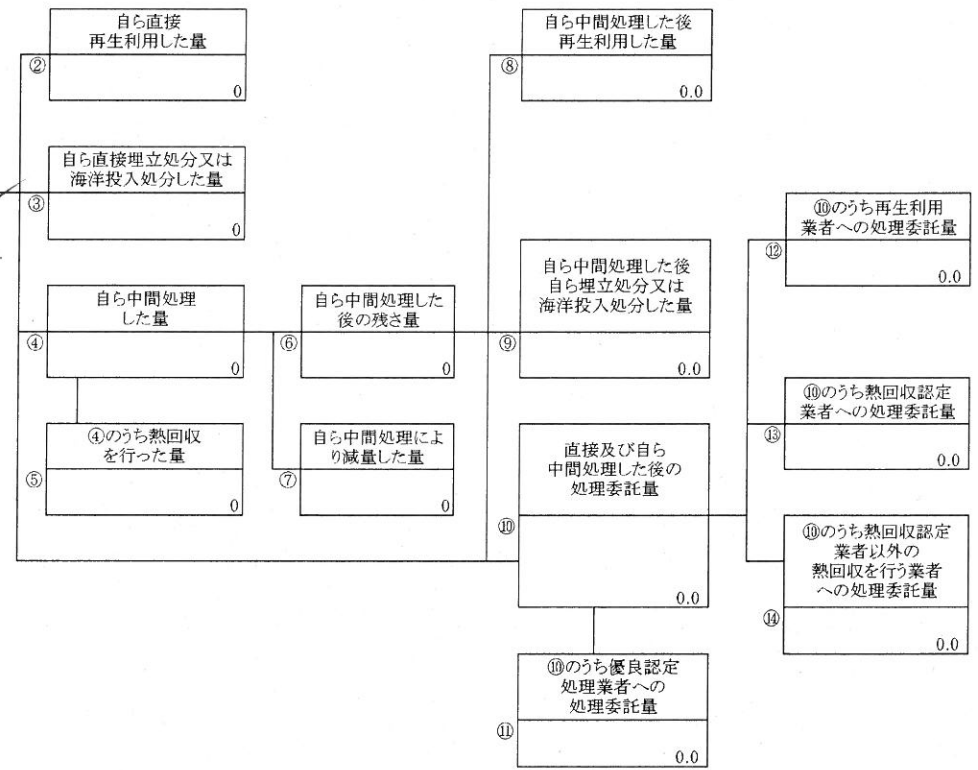 自ら直接
再生利用した量
②
0
自ら直接埋立処分又は
海洋投入処分した量
③
0
自ら中間処理
した量
④
0
④のうち熱回収
を行った量
⑤
0
自ら中間処理した
後の残さ量
⑥
0
自ら中間処理によ
り減量した量
⑦
0
自ら中間処理した後
再生利用した量
⑧
0.0
自ら中間処理した後
自ら埋立処分又は
海洋投入処分した量
⑨
0.0
直接及び自ら
中間処理した後の
処理委託量
⑩
0.0
⑩のうち優良認定
処理業者への
処理委託量
⑪
0.0
⑩のうち再生利用
業者への処理委託量
⑫
0.0
⑩のうち熱回収認定
業者への処理委託量
⑬
0.0
⑩のうち熱回収認定
業者以外の
熱回収を行う業者
への処理委託量
⑭
0.0